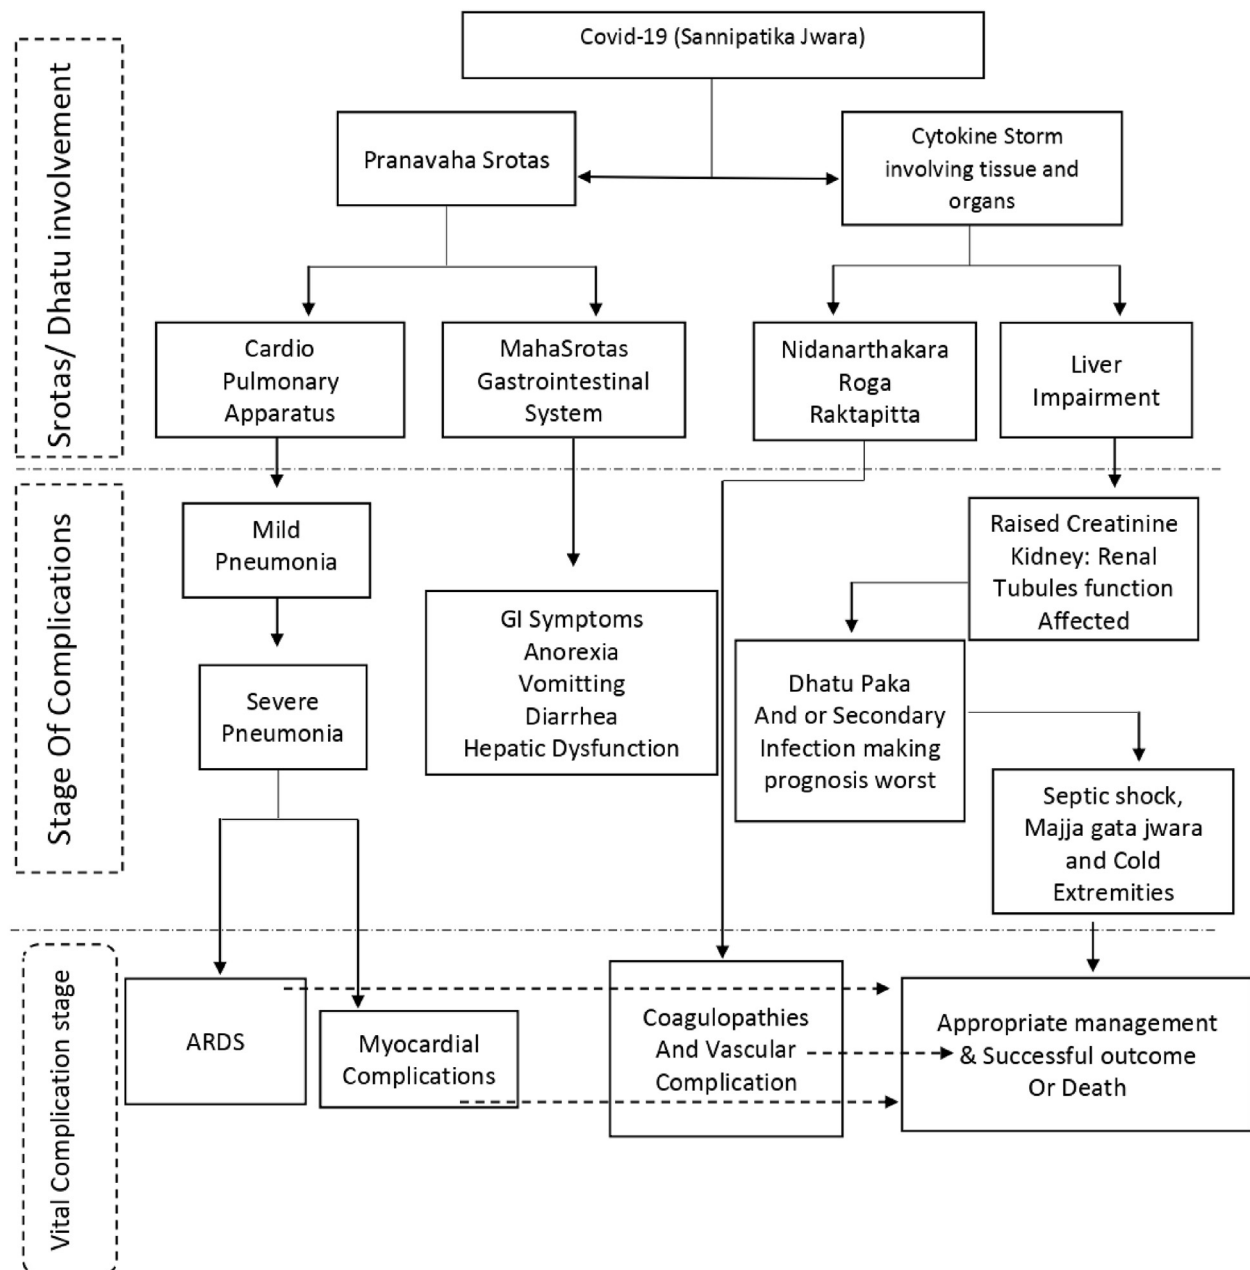 Covid-19 (Sannipatika Jwara)
Srotas/ Dhatu involvement
Pranavaha Srotas
Cytokine Storm
involving tissue and
organs
Cardio
Pulmonary
Apparatus
MahaSrotas
Gastrointestinal
System
Nidanarthakara
Roga
Raktapitta
Liver
Impairment
Stage Of Complications
Mild
Pneumonia
Raised Creatinine
Kidney: Renal
Tubules function
Affected
GI Symptoms
Anorexia
Vomitting
Diarrhea
Hepatic Dysfunction
Severe
Pneumonia
Dhatu Paka
And or Secondary
Infection making
prognosis worst
Septic shock,
Majja gata jwara
and Cold
Extremities
Vital Complication stage
ARDS
Myocardial
Complications
Coagulopathies
And Vascular
Complication
Appropriate management
& Successful outcome
Or Death